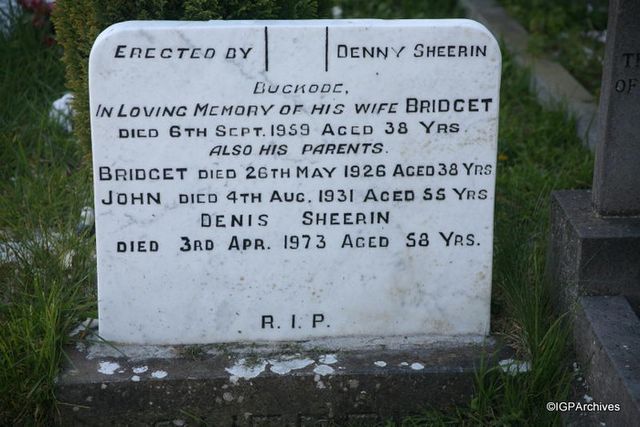 Erected by Denny Sheerin
Buckode,
In Loving Memory of his wife Bridget
died 6th Sept. 1959 Aged 38 Yrs.
also his parents.
Bridget died 26th May 1926 Aged 38 Yrs
John died 4th Aug. 1931 Aged 55 Yrs
Denis Sheerin
died 3rd Apr. 1973 Aged 58 Yrs.
R.I.P.
©IGPArchives